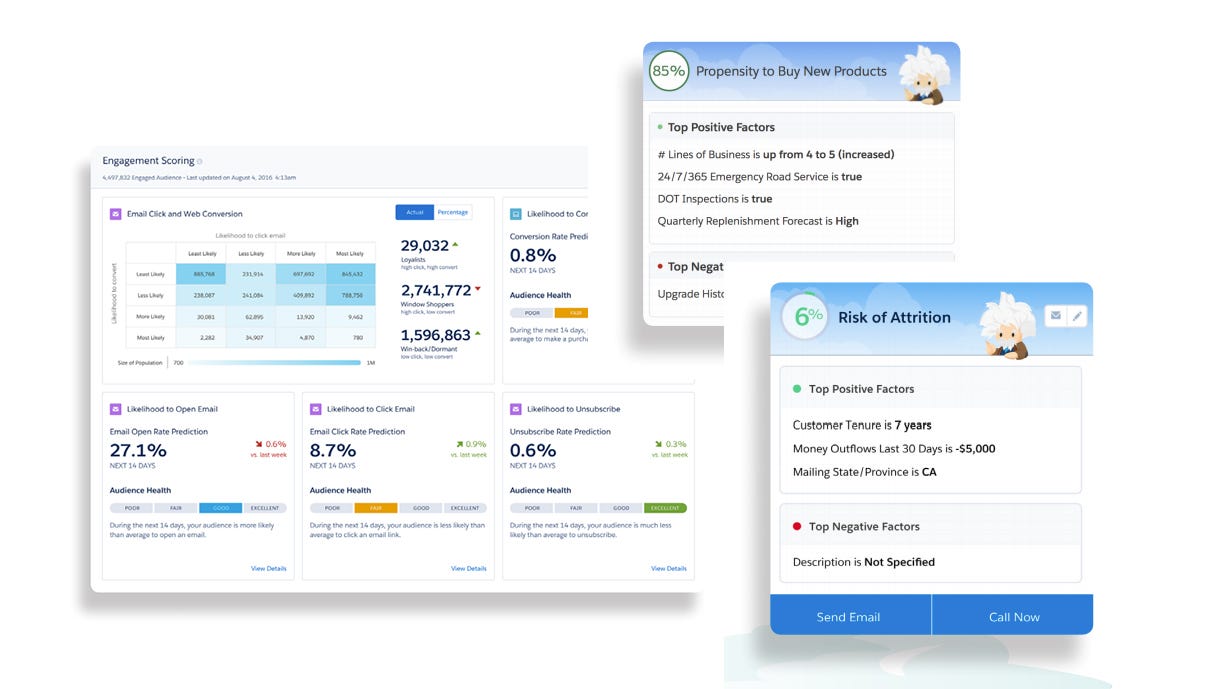 Engagement Scoring
4,497,832 Engaged Audience - Last updated on August 4, 2016 4:13am
Email Click and Web Conversion
Actual
Percentage
Likelihood to click email
Likelihood to convert
Least Likely Less Likely More Likely Most Likely
Least Likely 885,768 231,914 697,692 845,432
Less Likely 238,087 241,084 409,892 788,756
More Likely 30,081 62,895 13,920 9,462
Most Likely 2,282 34,907 4,870 780
Size of Population 700 1M
29,032
Loyalists
high click, high convert
2,741,772
Window Shoppers
high click, low convert
1,596,863
Win-back/Dormant
low click, low convert
Likelihood to Cor
Conversion Rate Predi
0.8%
NEXT 14 DAYS
Audience Health
POOR FAIR
During the next 14 days,
average to make a purch
Likelihood to Open Email
Email Open Rate Prediction
27.1%
NEXT 14 DAYS
0.6%
vs. last week
Audience Health
POOR FAIR GOOD EXCELLENT
During the next 14 days, your audience is more likely
than average to open an email.
View Details
Likelihood to Click Email
Email Click Rate Prediction
8.7%
NEXT 14 DAYS
0.9%
vs. last week
Audience Health
POOR FAIR GOOD EXCELLENT
During the next 14 days, your audience is less likely than
average to click an email link.
View Details
Likelihood to Unsubscribe
Unsubscribe Rate Prediction
0.6%
NEXT 14 DAYS
0.3%
vs. last week
Audience Health
POOR FAIR GOOD EXCELLENT
During the next 14 days, your audience is much less
likely than average to unsubscribe.
View Details
85% Propensity to Buy New Products
Top Positive Factors
# Lines of Business is up from 4 to 5 (increased)
24/7/365 Emergency Road Service is true
DOT Inspections is true
Quarterly Replenishment Forecast is High
Top Negat
Upgrade Histo
6% Risk of Attrition
Top Positive Factors
Customer Tenure is 7 years
Money Outflows Last 30 Days is -$5,000
Mailing State/Province is CA
Top Negative Factors
Description is Not Specified
Send Email
Call Now